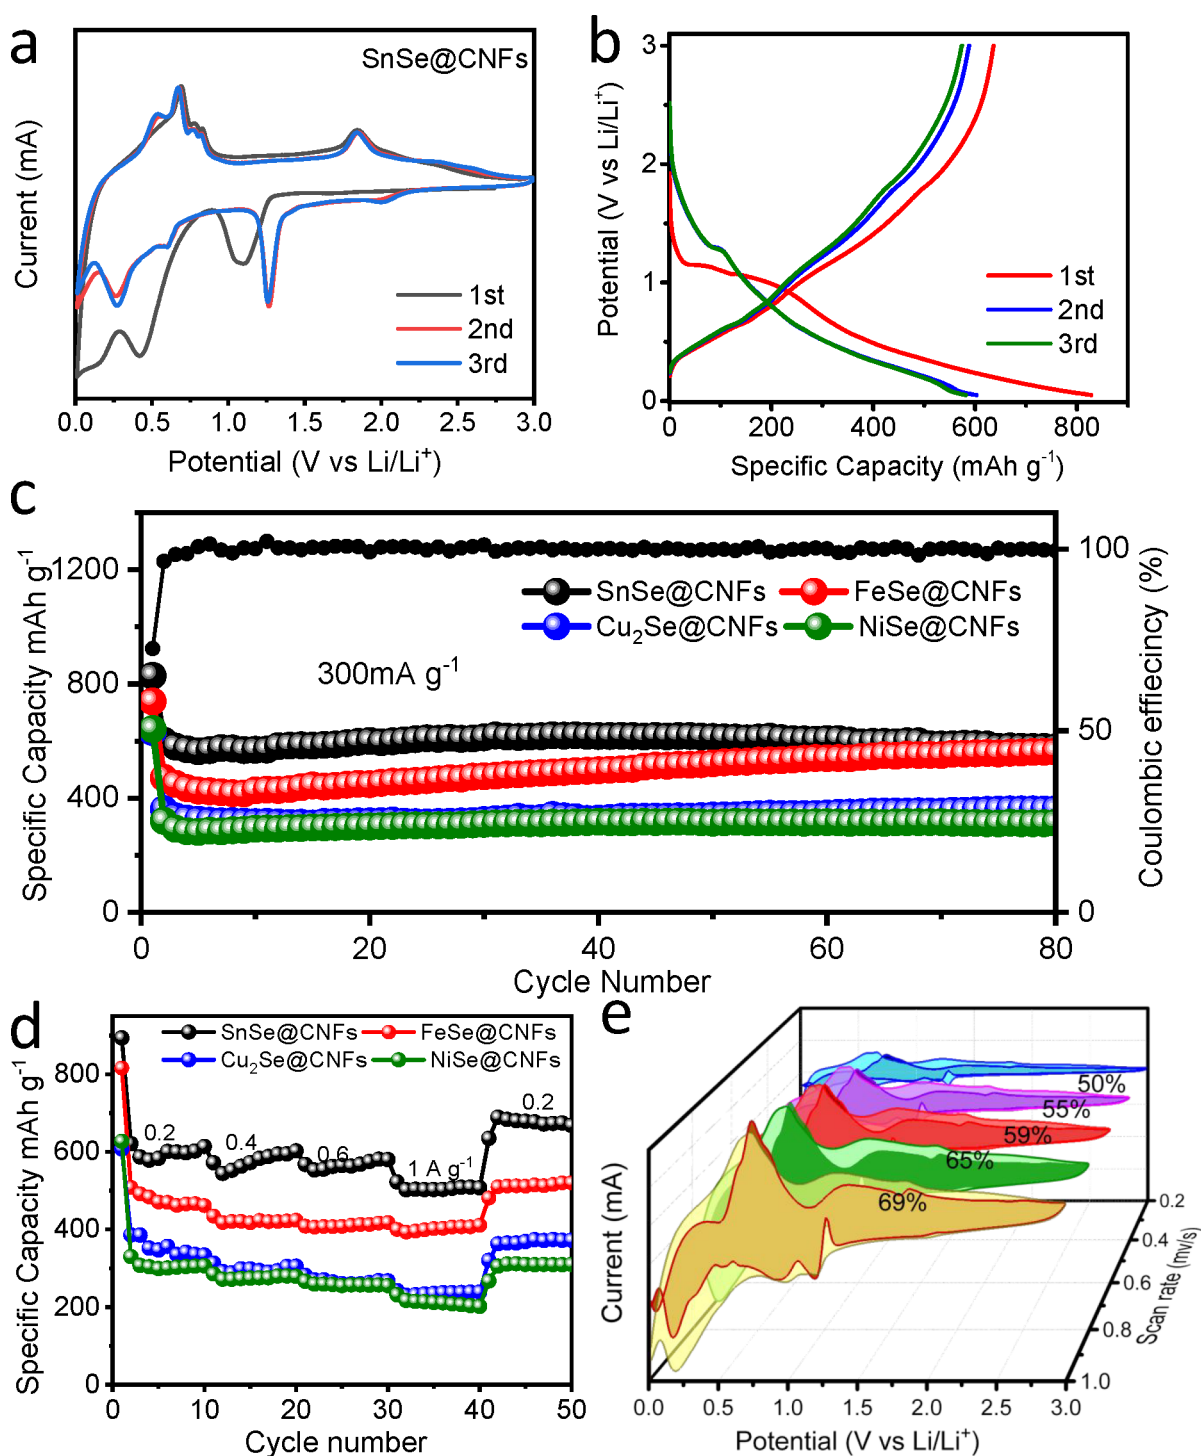 a
SnSe@CNFs
Current (mA)
1st
2nd
3rd
0.0 0.5 1.0 1.5 2.0 2.5 3.0
Potential (V vs Li/Li⁺)
b
Potential (V vs Li/Li⁺)
3
2
1
0
1st
2nd
3rd
0 200 400 600 800
Specific Capacity (mAh g⁻¹)
c
Specific Capacity mAh g⁻¹
1200
800
400
0
SnSe@CNFs FeSe@CNFs
Cu₂Se@CNFs NiSe@CNFs
300mA g⁻¹
100
50
0
Coulombic effiecincy (%)
0 20 40 60 80
Cycle Number
d
Specific Capacity mAh g⁻¹
800
600
400
200
0
SnSe@CNFs FeSe@CNFs
Cu₂Se@CNFs NiSe@CNFs
0.2 0.4 0.6 1 A g⁻¹ 0.2
0 10 20 30 40 50
Cycle number
e
Current (mA)
50%
55%
59%
65%
69%
0.2
0.4
0.6
0.8
1.0
Scan rate (mv/s)
0.0 0.5 1.0 1.5 2.0 2.5 3.0
Potential (V vs Li/Li⁺)